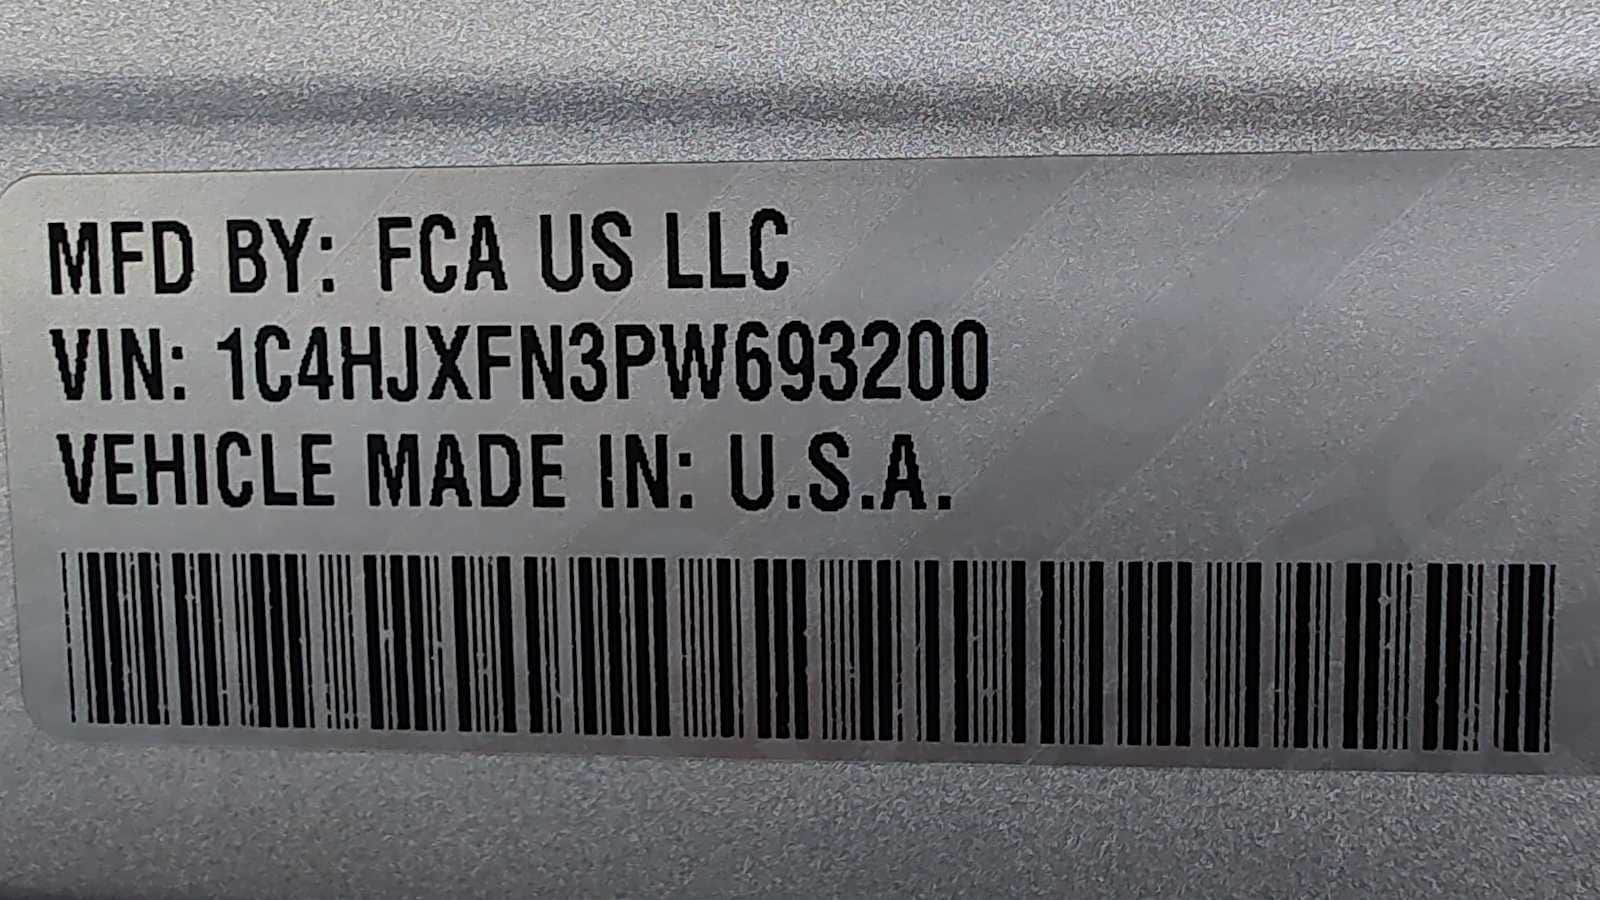 MFD BY: FCA US LLC
VIN: 1C4HJXFN3PW693200
VEHICLE MADE IN: U.S.A.